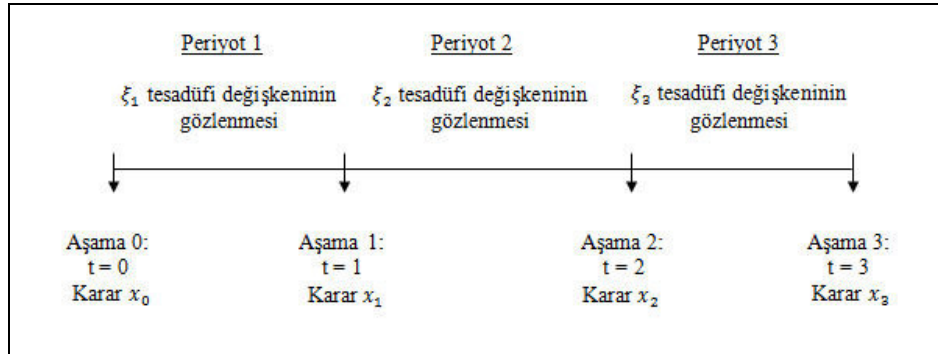 Periyot 1 Periyot 2 Periyot 3
ξ₁ tesadüfi değişkeninin ξ₂ tesadüfi değişkeninin ξ₃ tesadüfi değişkeninin
gözlenmesi gözlenmesi gözlenmesi
Aşama 0: Aşama 1: Aşama 2: Aşama 3:
t = 0 t = 1 t = 2 t = 3
Karar x₀ Karar x₁ Karar x₂ Karar x₃